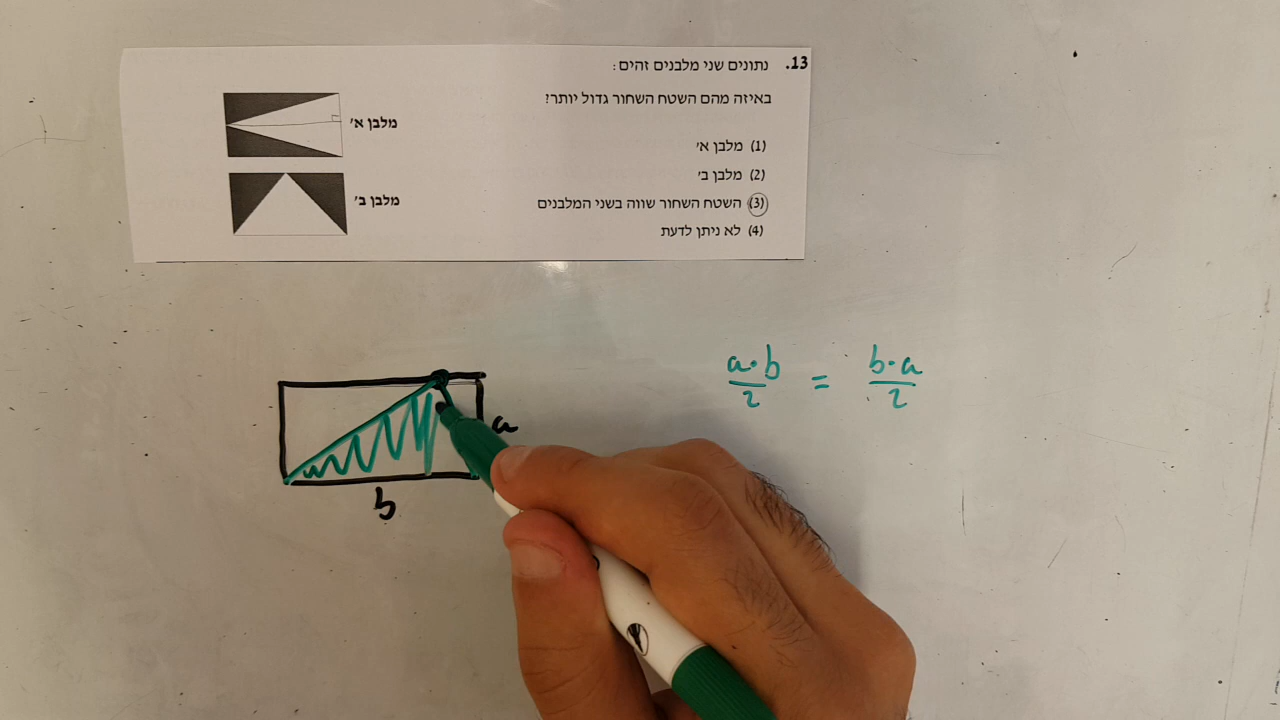 13. נתונים שני מלבנים זהים:
באיזה מהם השטח השחור גדול יותר?
(1) מלבן א'
(2) מלבן ב'
(3) השטח השחור שווה בשני המלבנים
(4) לא ניתן לדעת
מלבן א'
מלבן ב'
a·b/2 = b·a/2
a
b